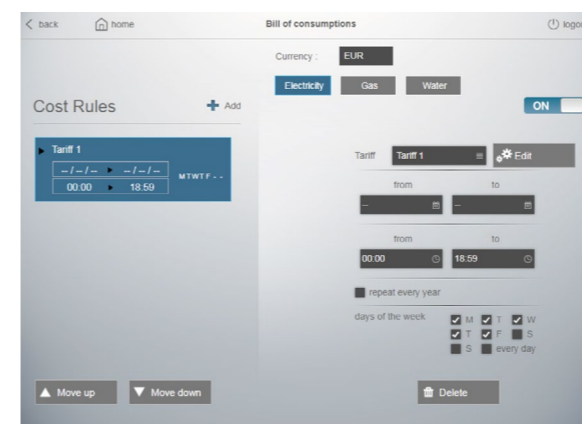 back
home
Bill of consumptions
logo
Currency :
EUR
Electricity
Gas
Water
Cost Rules
Add
ON
Tariff 1
-- / -- / --
-- / -- / --
00:00
18:59
M T W T F - -
Tariff
Tariff 1
Edit
from
to
--
--
from
to
00:00
18:59
repeat every year
days of the week
M
T
W
T
F
S
S
every day
Move up
Move down
Delete